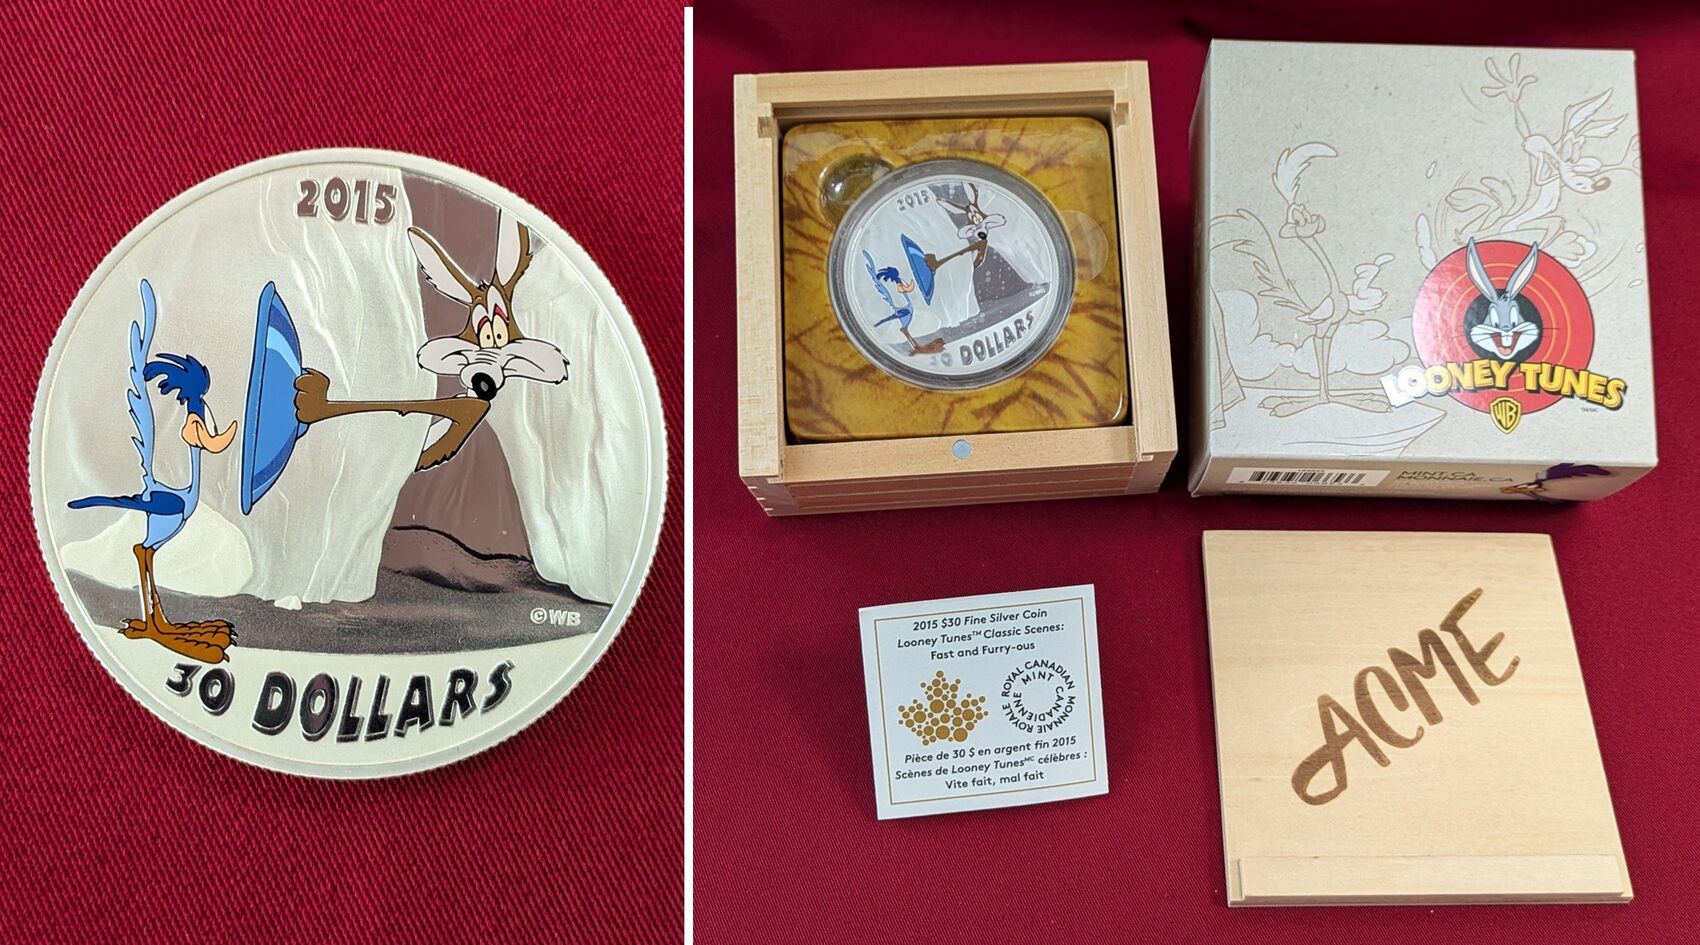 2015
©WB
30 DOLLARS
2015
©WB
30 DOLLARS
LOONEY TUNES
WB
MINT.CA
MONNAIE.CA
2015 $30 Fine Silver Coin
Looney Tunes™ Classic Scenes:
Fast and Furry-ous
ROYAL CANADIAN MINT
MONNAIE ROYALE CANADIENNE
Pièce de 30 $ en argent fin 2015
Scènes de Looney Tunesᴹᶜ célèbres :
Vite fait, mal fait
ACME